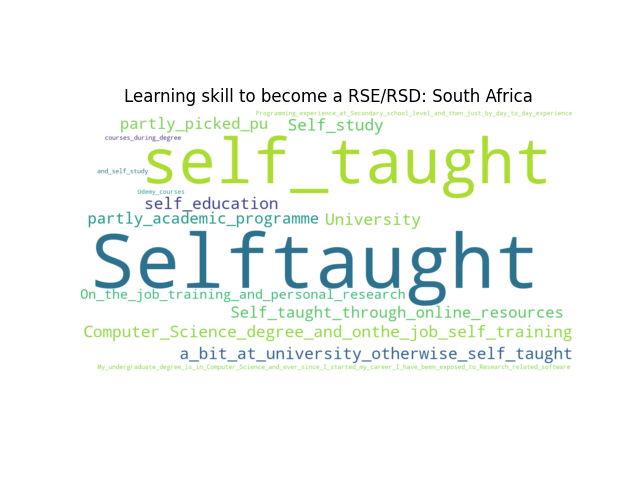 Learning skill to become a RSE/RSD: South Africa
Programming_experience_at_Secondary_school_level_and_then_just_by_day_to_day_experience
partly_picked_pu
Self_study
courses_during_degree
self_taught
and_self_study
Udemy_courses
self_education
partly_academic_programme
University
Selftaught
On_the_job_training_and_personal_research
Self_taught_through_online_resources
Computer_Science_degree_and_onthe_job_self_training
a_bit_at_university_otherwise_self_taught
My_undergraduate_degree_is_in_Computer_Science_and_ever_since_I_started_my_career_I_have_been_exposed_to_Research_related_software